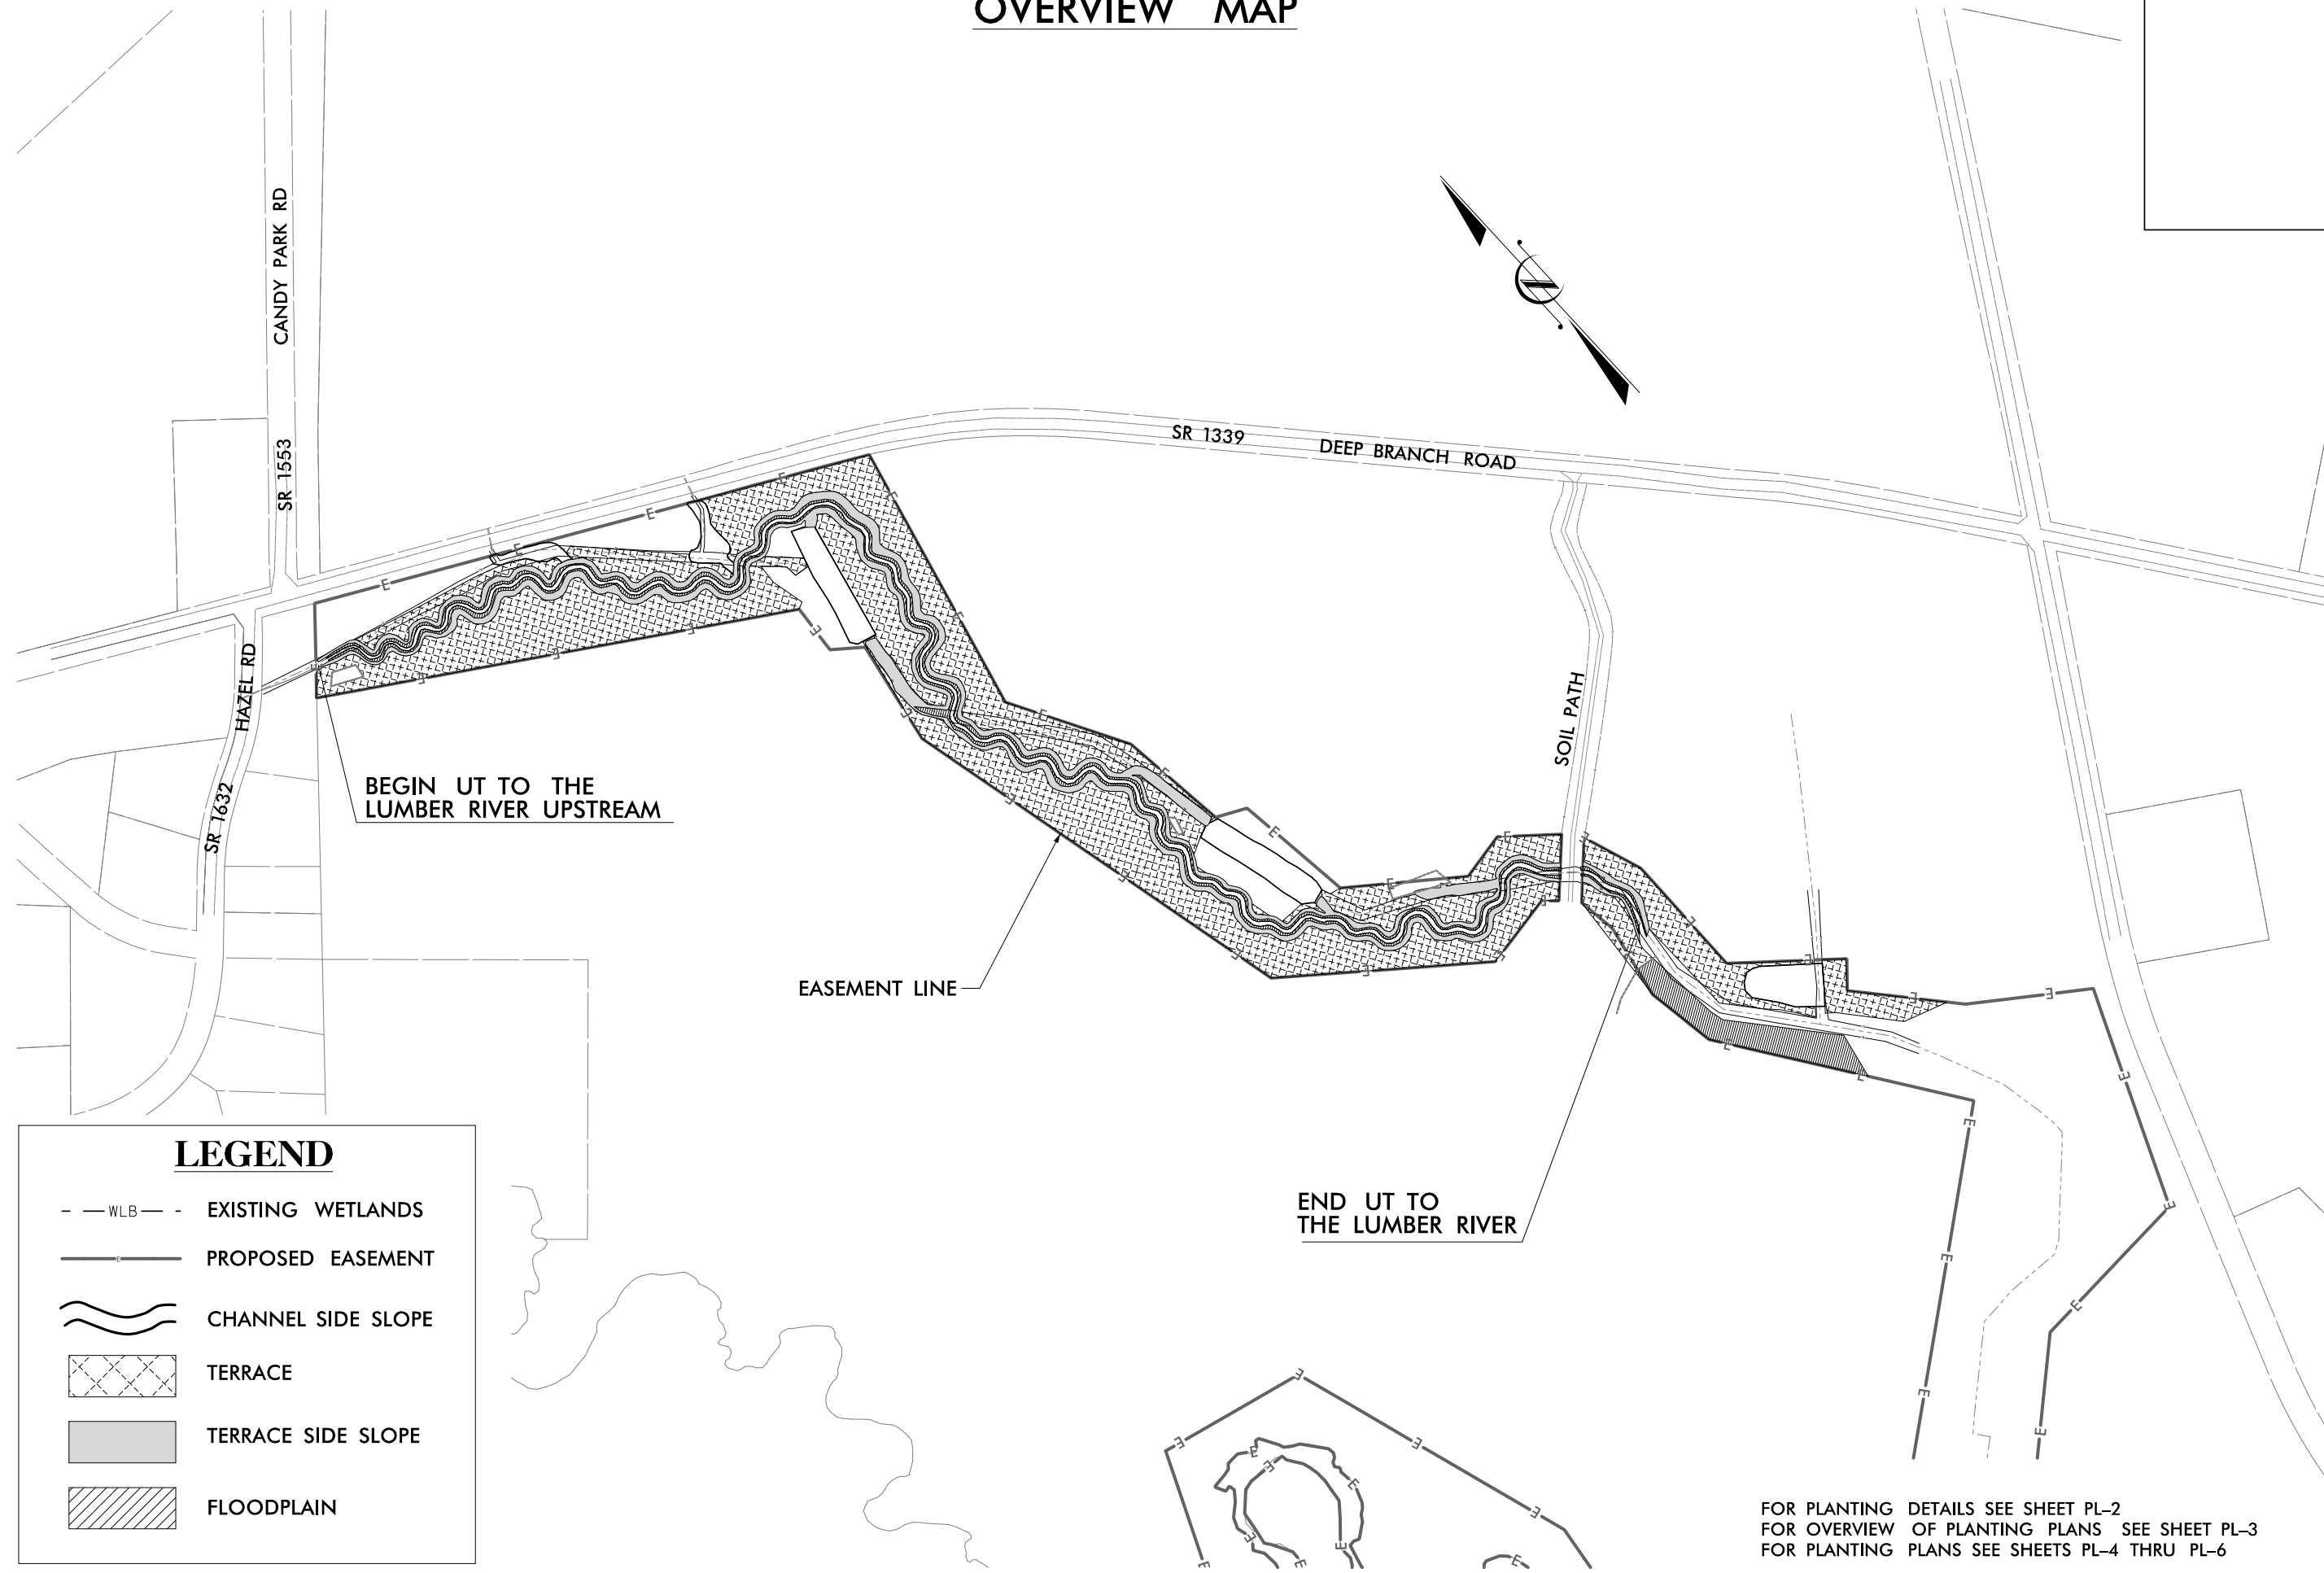 OVERVIEW MAP
CANDY PARK RD
SR 1553
SR 1339 DEEP BRANCH ROAD
HAZEL RD
SR 1632
SOIL PATH
BEGIN UT TO THE
LUMBER RIVER UPSTREAM
EASEMENT LINE
END UT TO
THE LUMBER RIVER
LEGEND
WLB EXISTING WETLANDS
E PROPOSED EASEMENT
CHANNEL SIDE SLOPE
TERRACE
TERRACE SIDE SLOPE
FLOODPLAIN
FOR PLANTING DETAILS SEE SHEET PL-2
FOR OVERVIEW OF PLANTING PLANS SEE SHEET PL-3
FOR PLANTING PLANS SEE SHEETS PL-4 THRU PL-6